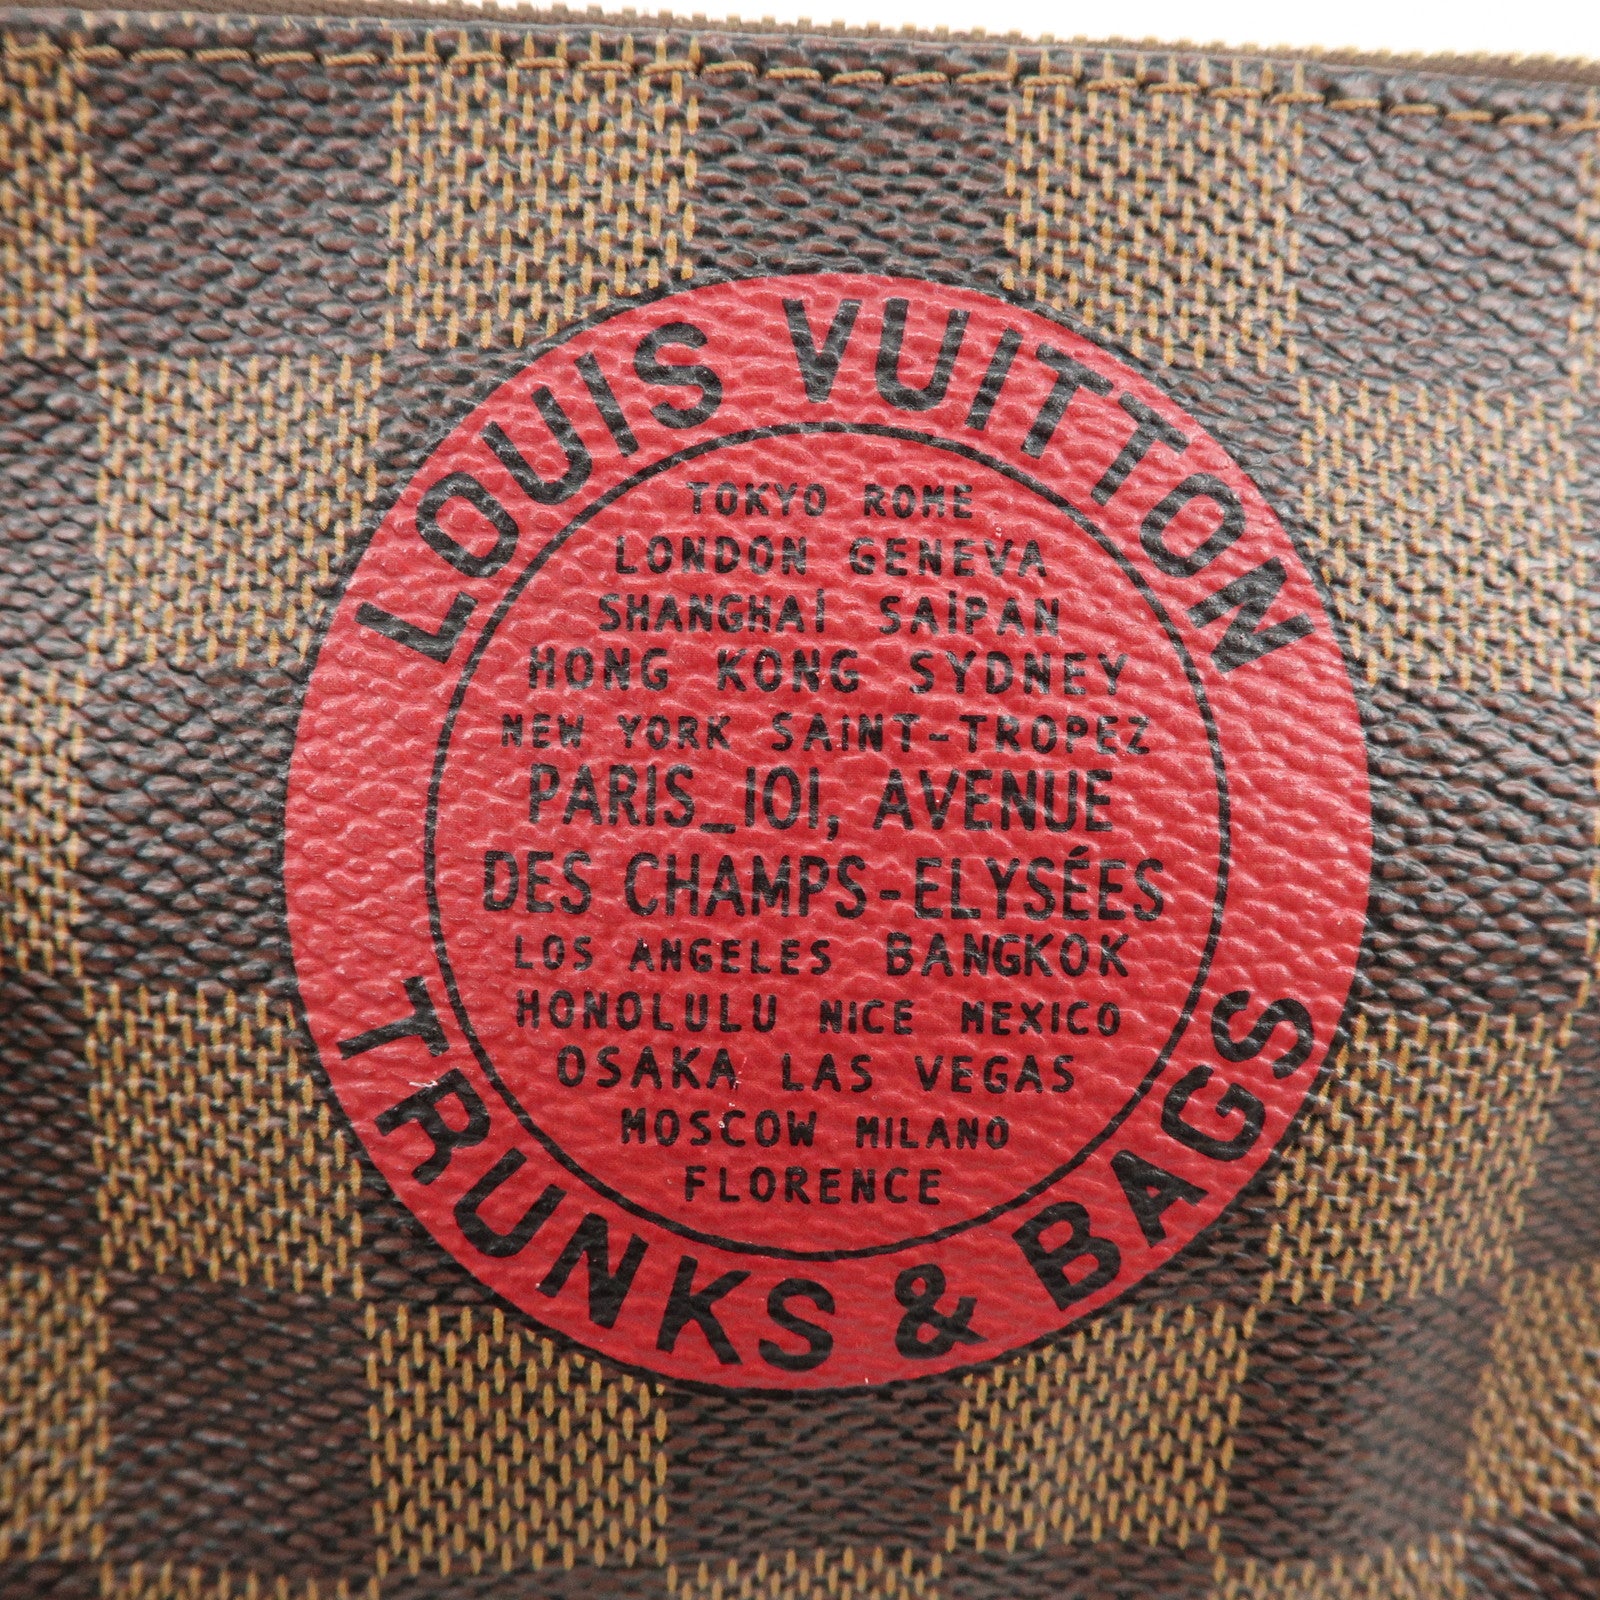 LOUIS VUITTON
TOKYO ROME
LONDON GENEVA
SHANGHAi SAiPAN
HONG KONG SYDNEY
NEW YORK SAINT-TROPEZ
PARIS_101, AVENUE
DES CHAMPS-ELYSÉES
LOS ANGELES BANGKOK
HONOLULU NICE MEXICO
OSAKA LAS VEGAS
MOSCOW MILANO
FLORENCE
TRUNKS & BAGS